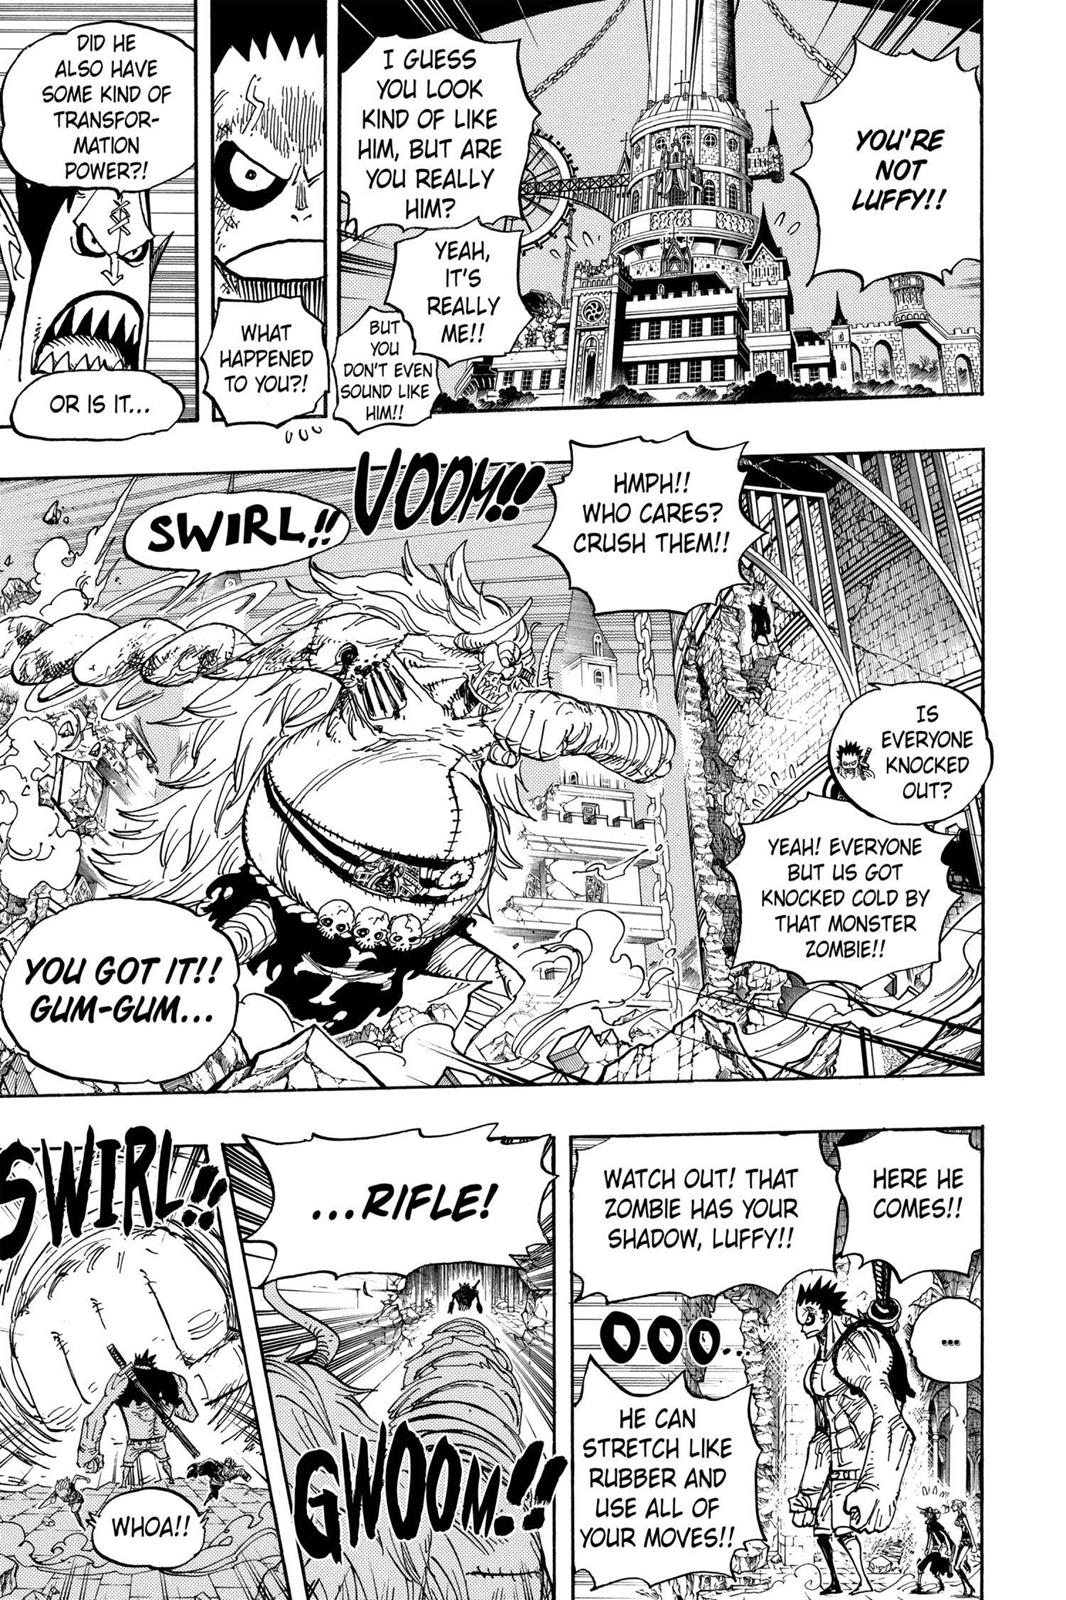 YOU'RE
NOT
LUFFY!!
I GUESS
YOU LOOK
KIND OF LIKE
HIM, BUT ARE
YOU REALLY
HIM?
YEAH,
IT'S
REALLY
ME!!
BUT
YOU
DON'T EVEN
SOUND LIKE
HIM!!
WHAT
HAPPENED
TO YOU?!
DID HE
ALSO HAVE
SOME KIND OF
TRANSFOR-
MATION
POWER?!
OR IS IT...
HMPH!!
WHO CARES?
CRUSH THEM!!
VOOM!!
SWIRL!!
IS
EVERYONE
KNOCKED
OUT?
YEAH! EVERYONE
BUT US GOT
KNOCKED COLD BY
THAT MONSTER
ZOMBIE!!
YOU GOT IT!!
GUM-GUM...
HERE HE
COMES!!
WATCH OUT! THAT
ZOMBIE HAS YOUR
SHADOW, LUFFY!!
...
OOO...
HE CAN
STRETCH LIKE
RUBBER AND
USE ALL OF
YOUR MOVES!!
...RIFLE!
GWOOM!!
SWIRL!!
WHOA!!